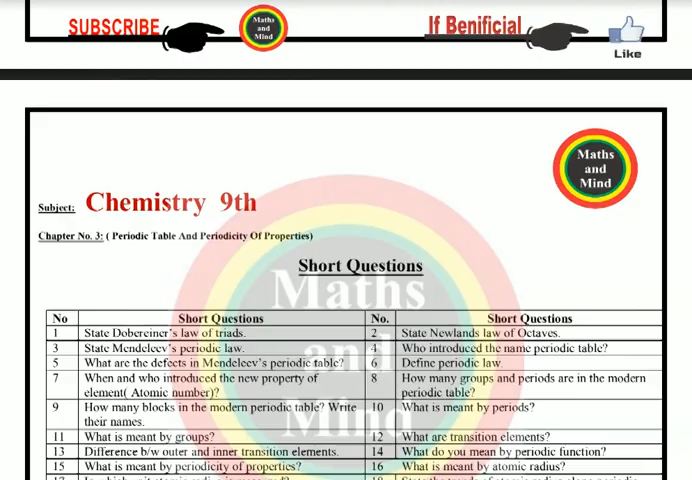 SUBSCRIBE
Maths
and
Mind
If Benificial
Like
Maths
and
Mind
Subject: Chemistry 9th
Chapter No. 3: ( Periodic Table And Periodicity Of Properties)
Short Questions
Maths
and
Mind
No Short Questions No. Short Questions
1 State Dobereiner's law of triads. 2 State Newlands law of Octaves.
3 State Mendeleev's periodic law. 4 Who introduced the name periodic table?
5 What are the defects in Mendeleev's periodic table? 6 Define periodic law.
7 When and who introduced the new property of element( Atomic number)? 8 How many groups and periods are in the modern periodic table?
9 How many blocks in the modern periodic table? Write their names. 10 What is meant by periods?
11 What is meant by groups? 12 What are transition elements?
13 Difference b/w outer and inner transition elements. 14 What do you mean by periodic function?
15 What is meant by periodicity of properties? 16 What is meant by atomic radius?